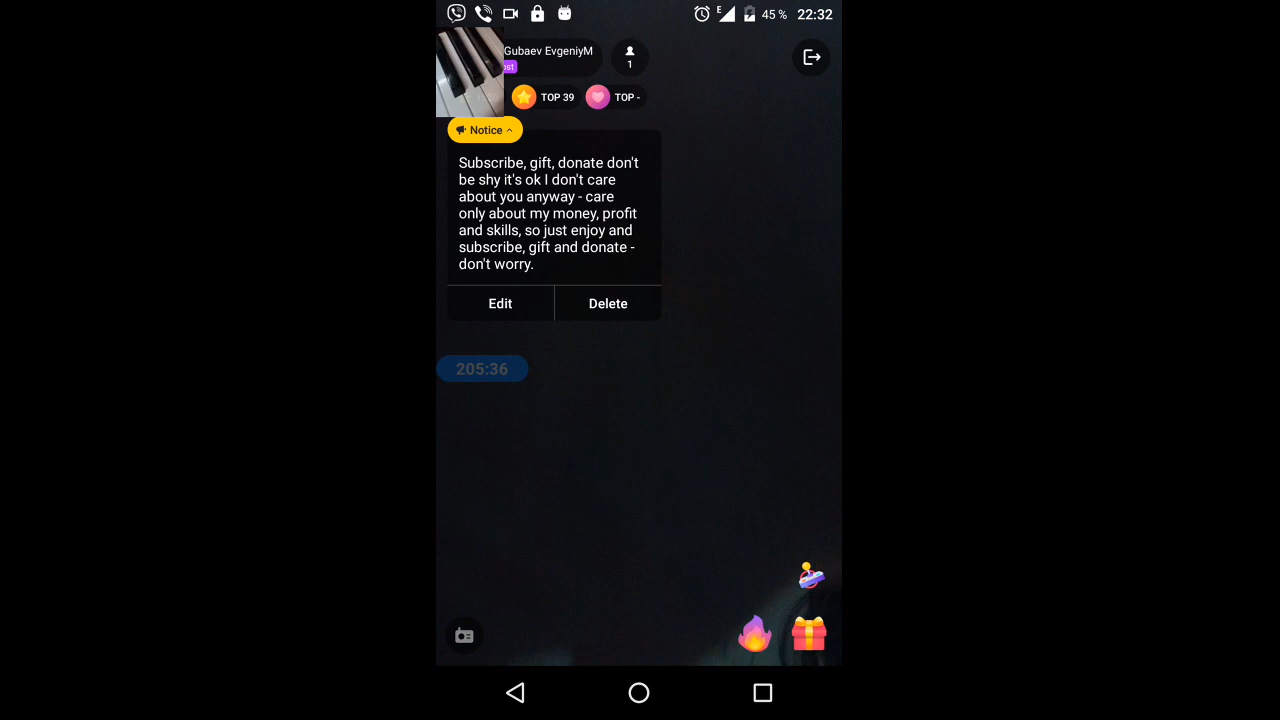 45 % 22:32
Gubaev EvgeniyM
1
TOP 39 TOP -
Notice
Subscribe, gift, donate don't
be shy it's ok I don't care
about you anyway - care
only about my money, profit
and skills, so just enjoy and
subscribe, gift and donate -
don't worry.
Edit Delete
205:36